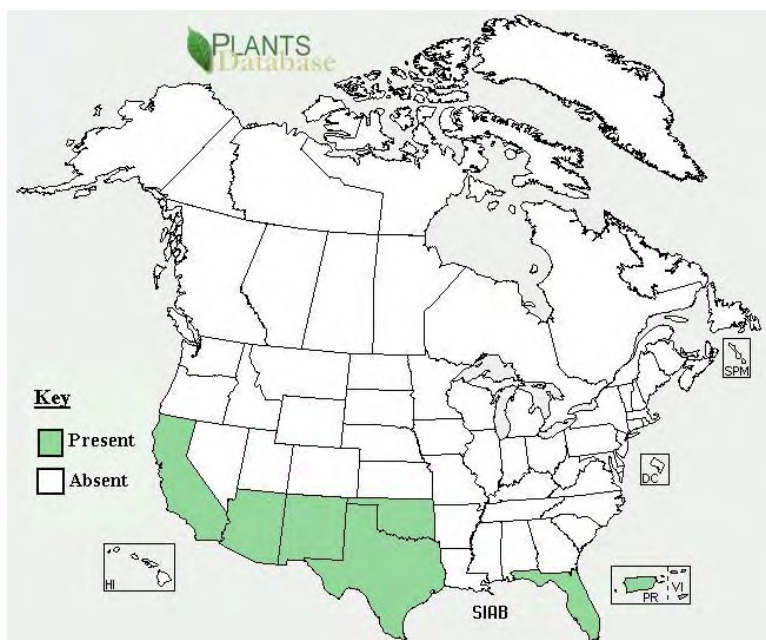 PLANTS
Database
Key
Present
Absent
SPM
DC
HI
PR
VI
SIAB